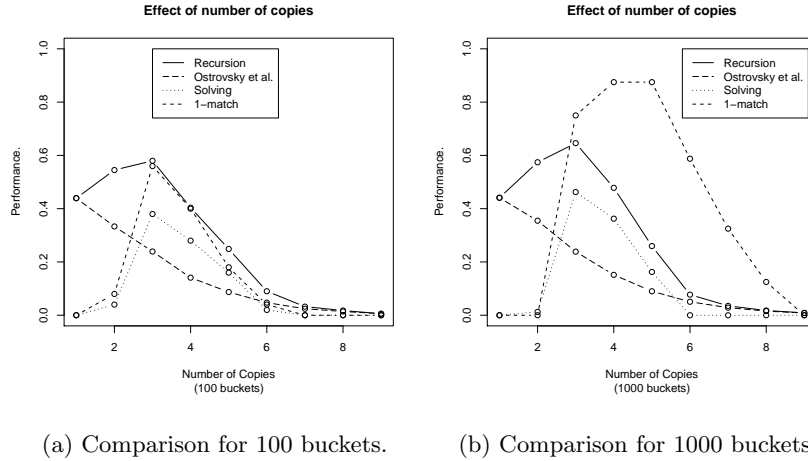 Effect of number of copies
1.0
0.8
0.6
0.4
0.2
0.0
Performance.
Recursion
Ostrovsky et al.
Solving
1−match
2
4
6
8
Number of Copies
(100 buckets)
(a) Comparison for 100 buckets.
Effect of number of copies
1.0
0.8
0.6
0.4
0.2
0.0
Performance.
Recursion
Ostrovsky et al.
Solving
1−match
2
4
6
8
Number of Copies
(1000 buckets)
(b) Comparison for 1000 buckets